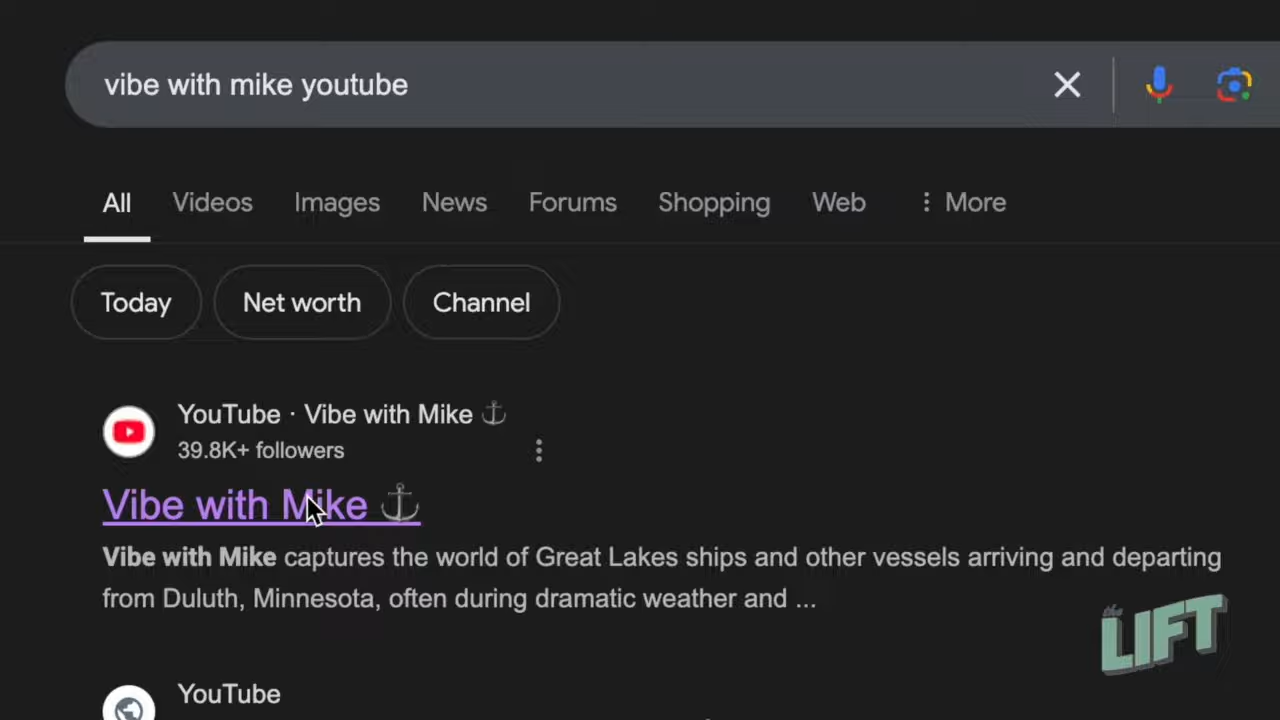 vibe with mike youtube
All Videos Images News Forums Shopping Web More
Today Net worth Channel
YouTube · Vibe with Mike ⚓
39.8K+ followers
Vibe with Mike ⚓
Vibe with Mike captures the world of Great Lakes ships and other vessels arriving and departing
from Duluth, Minnesota, often during dramatic weather and ...
the
LIFT
YouTube